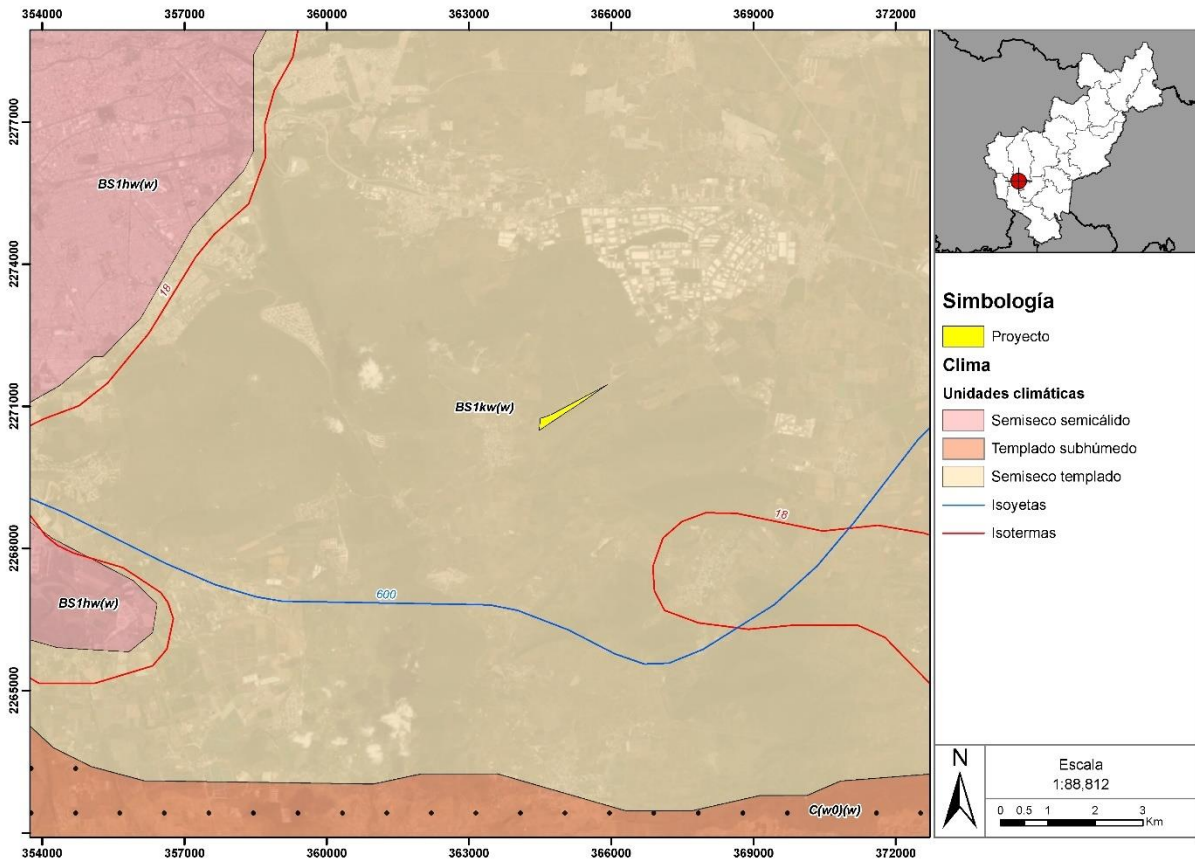 354000 357000 360000 363000 366000 369000 372000
2277000
2274000
2271000
2268000
2265000
BS1hw(w)
18
BS1kw(w)
18
600
BS1hw(w)
C(w0)(w)
354000 357000 360000 363000 366000 369000 372000
Simbología
Proyecto
Clima
Unidades climáticas
Semiseco semicálido
Templado subhúmedo
Semiseco templado
Isoyetas
Isotermas
N
Escala
1:88,812
0 0.5 1 2 3
Km